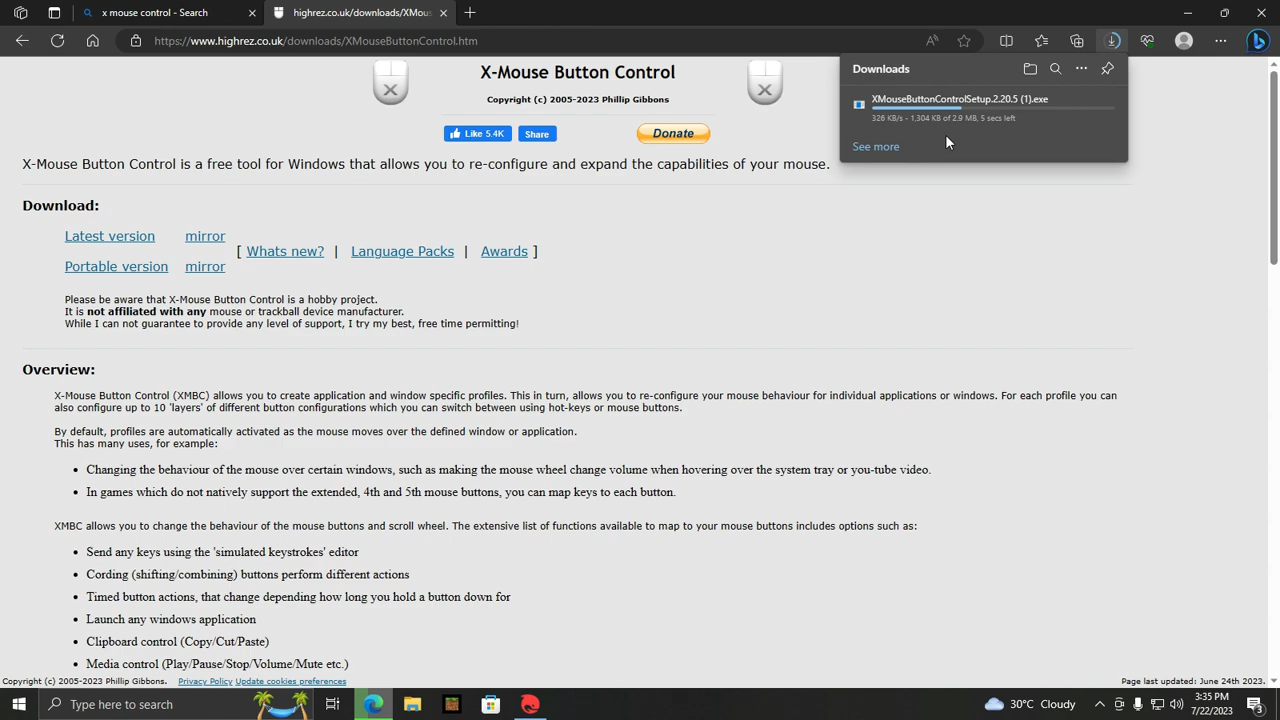 x mouse control - Search
highrez.co.uk/downloads/XMous
https://www.highrez.co.uk/downloads/XMouseButtonControl.htm
Downloads
XMouseButtonControlSetup.2.20.5 (1).exe
326 KB/s - 1,304 KB of 2.9 MB, 5 secs left
See more
X-Mouse Button Control
Copyright (c) 2005-2023 Phillip Gibbons
Like 5.4K Share Donate
X-Mouse Button Control is a free tool for Windows that allows you to re-configure and expand the capabilities of your mouse.
Download:
Latest version mirror
[ Whats new? | Language Packs | Awards ]
Portable version mirror
Please be aware that X-Mouse Button Control is a hobby project.
It is not affiliated with any mouse or trackball device manufacturer.
While I can not guarantee to provide any level of support, I try my best, free time permitting!
Overview:
X-Mouse Button Control (XMBC) allows you to create application and window specific profiles. This in turn, allows you to re-configure your mouse behaviour for individual applications or windows. For each profile you can
also configure up to 10 'layers' of different button configurations which you can switch between using hot-keys or mouse buttons.
By default, profiles are automatically activated as the mouse moves over the defined window or application.
This has many uses, for example:
• Changing the behaviour of the mouse over certain windows, such as making the mouse wheel change volume when hovering over the system tray or you-tube video.
• In games which do not natively support the extended, 4th and 5th mouse buttons, you can map keys to each button.
XMBC allows you to change the behaviour of the mouse buttons and scroll wheel. The extensive list of functions available to map to your mouse buttons includes options such as:
• Send any keys using the 'simulated keystrokes' editor
• Cording (shifting/combining) buttons perform different actions
• Timed button actions, that change depending how long you hold a button down for
• Launch any windows application
• Clipboard control (Copy/Cut/Paste)
• Media control (Play/Pause/Stop/Volume/Mute etc.)
Copyright (c) 2005-2023 Phillip Gibbons. Privacy Policy Update cookies preferences
Page last updated: June 24th 2023.
Type here to search
30°C Cloudy
3:35 PM
7/22/2023
3